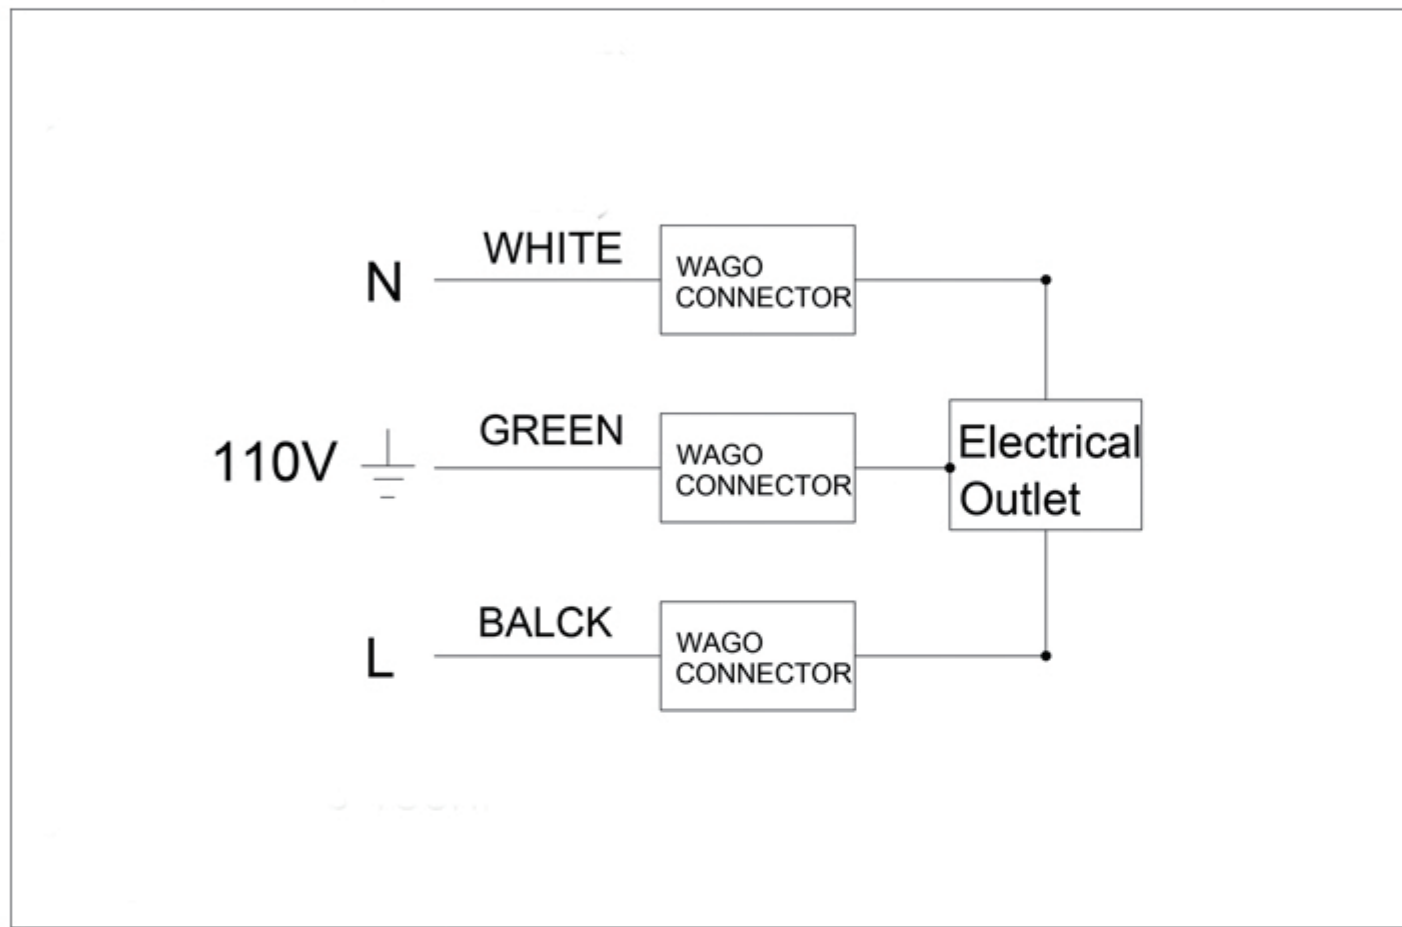 N
WHITE
WAGO
CONNECTOR
110V
GREEN
WAGO
CONNECTOR
Electrical
Outlet
L
BALCK
WAGO
CONNECTOR